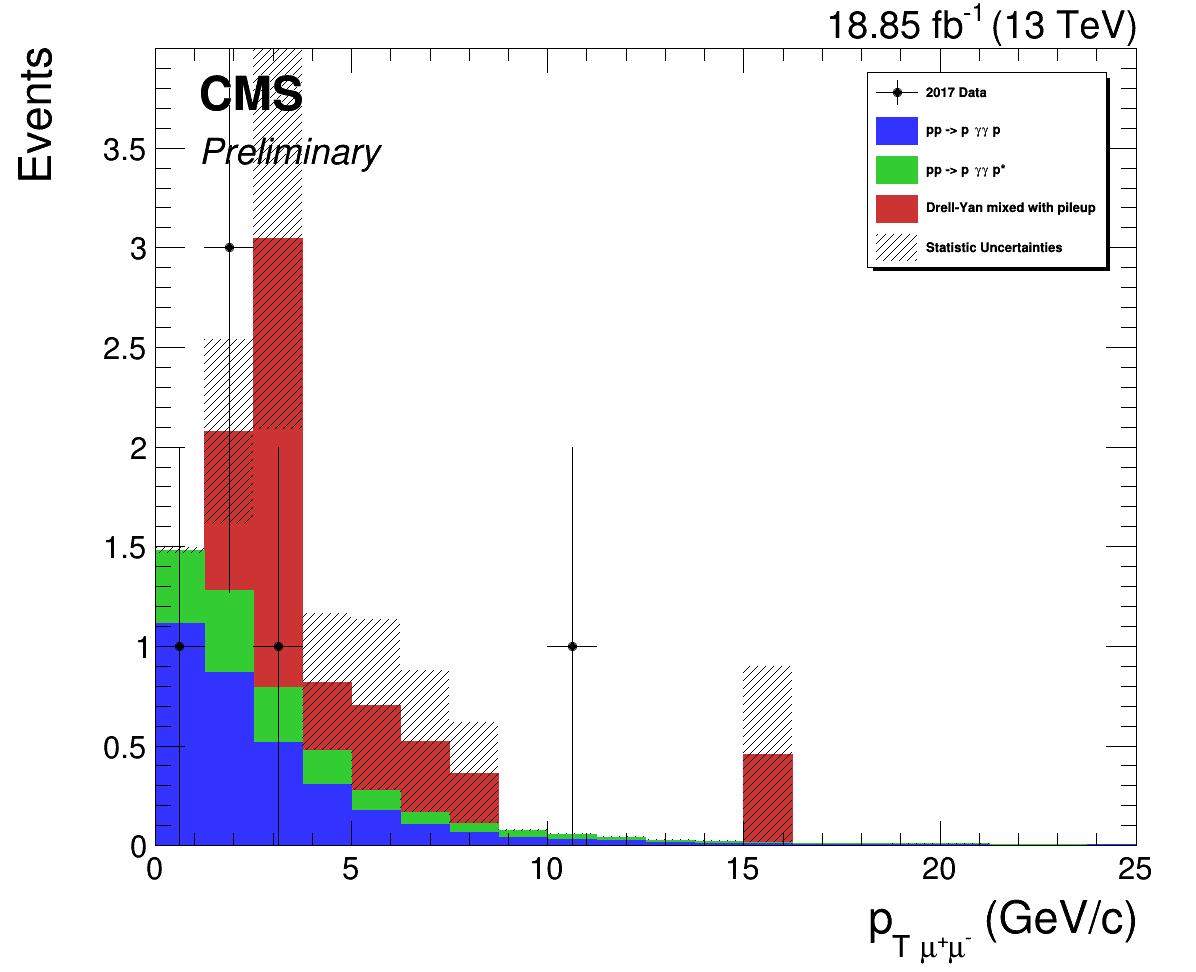 18.85 fb⁻¹ (13 TeV)
Events
CMS
Preliminary
2017 Data
pp -> p γγ p
pp -> p γγ p*
Drell-Yan mixed with pileup
Statistic Uncertainties
3.5
3
2.5
2
1.5
1
0.5
0
0 5 10 15 20 25
p_T μ⁺μ⁻ (GeV/c)